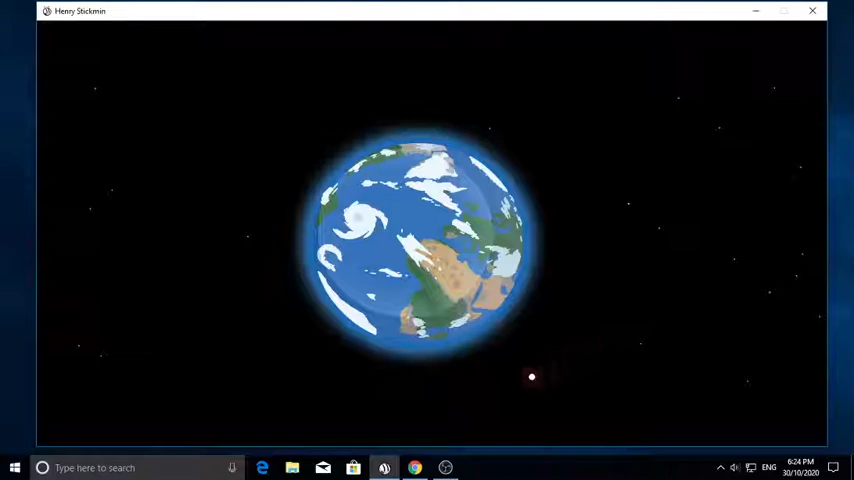 Henry Stickmin
Type here to search
ENG
6:24 PM
30/10/2020